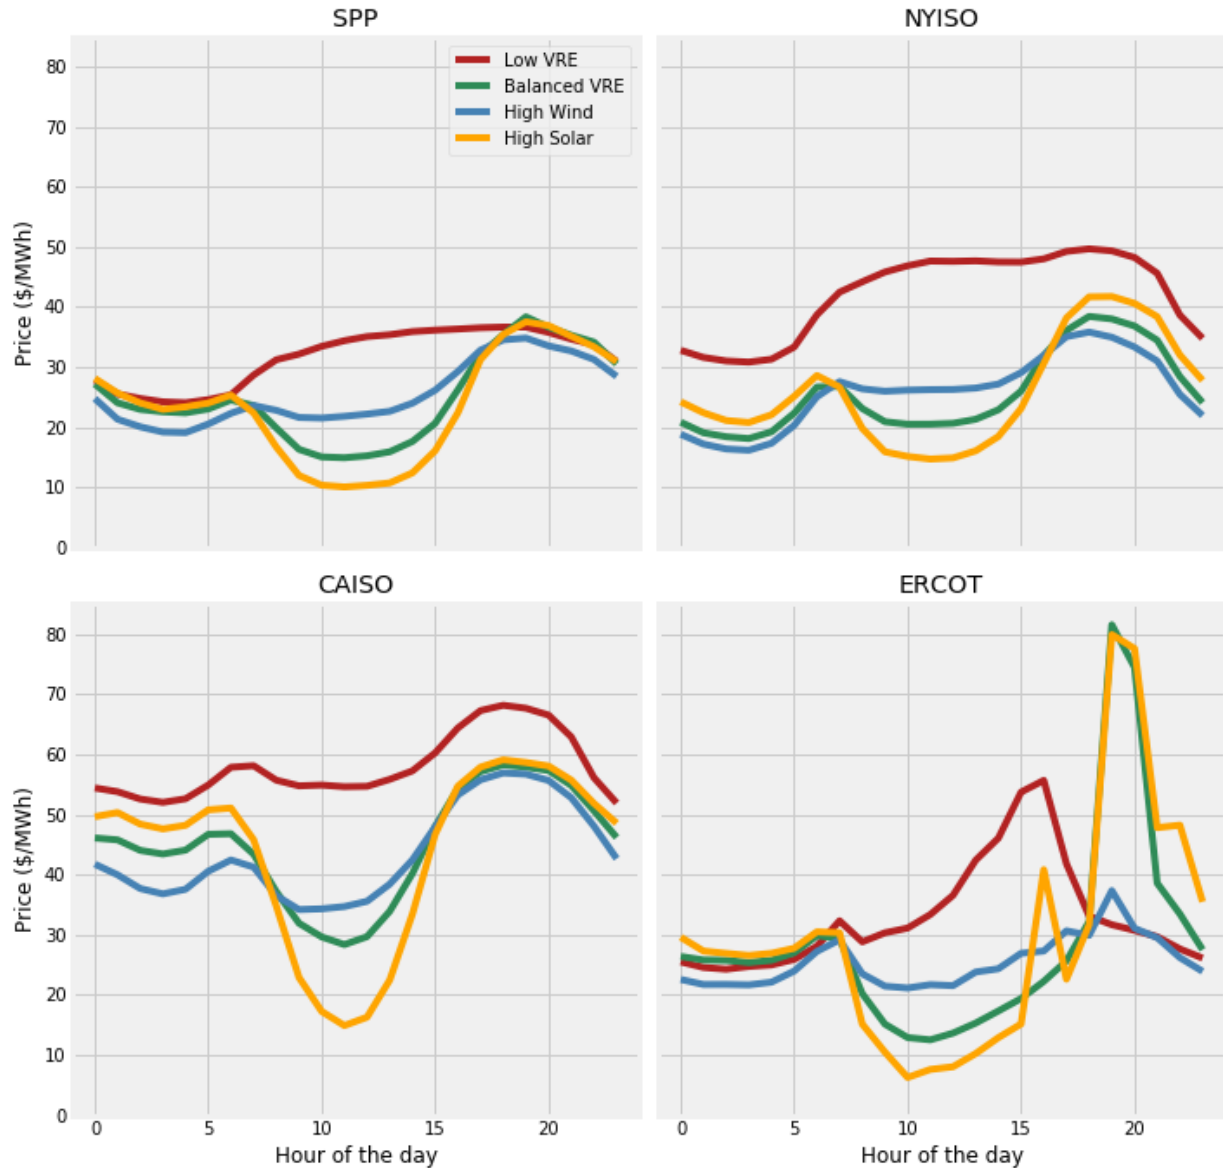 SPP
NYISO
Low VRE
Balanced VRE
High Wind
High Solar
80
70
60
50
40
30
20
10
0
Price ($/MWh)
CAISO
ERCOT
80
70
60
50
40
30
20
10
0
Price ($/MWh)
0 5 10 15 20
0 5 10 15 20
Hour of the day
Hour of the day